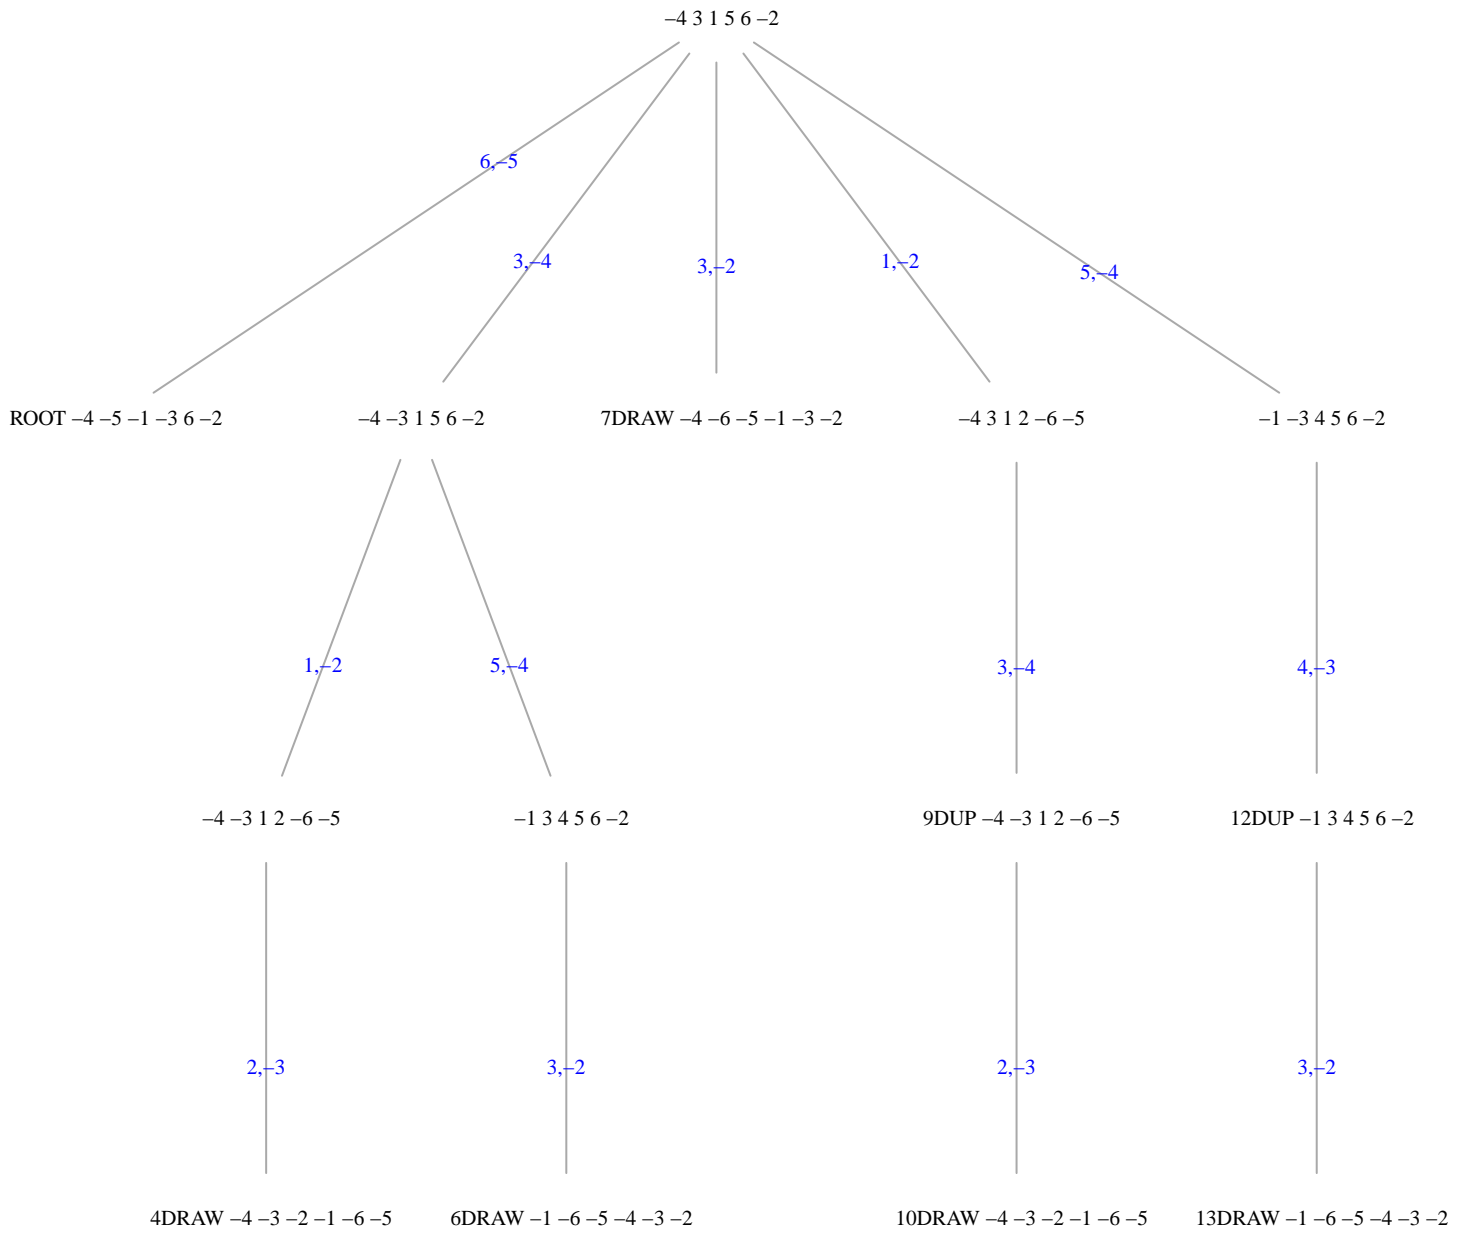 –4 3 1 5 6 –2
6,–5
3,–4
3,–2
1,–2
5,–4
ROOT –4 –5 –1 –3 6 –2
–4 –3 1 5 6 –2
7DRAW –4 –6 –5 –1 –3 –2
–4 3 1 2 –6 –5
–1 –3 4 5 6 –2
1,–2
5,–4
3,–4
4,–3
–4 –3 1 2 –6 –5
–1 3 4 5 6 –2
9DUP –4 –3 1 2 –6 –5
12DUP –1 3 4 5 6 –2
2,–3
3,–2
2,–3
3,–2
4DRAW –4 –3 –2 –1 –6 –5
6DRAW –1 –6 –5 –4 –3 –2
10DRAW –4 –3 –2 –1 –6 –5
13DRAW –1 –6 –5 –4 –3 –2